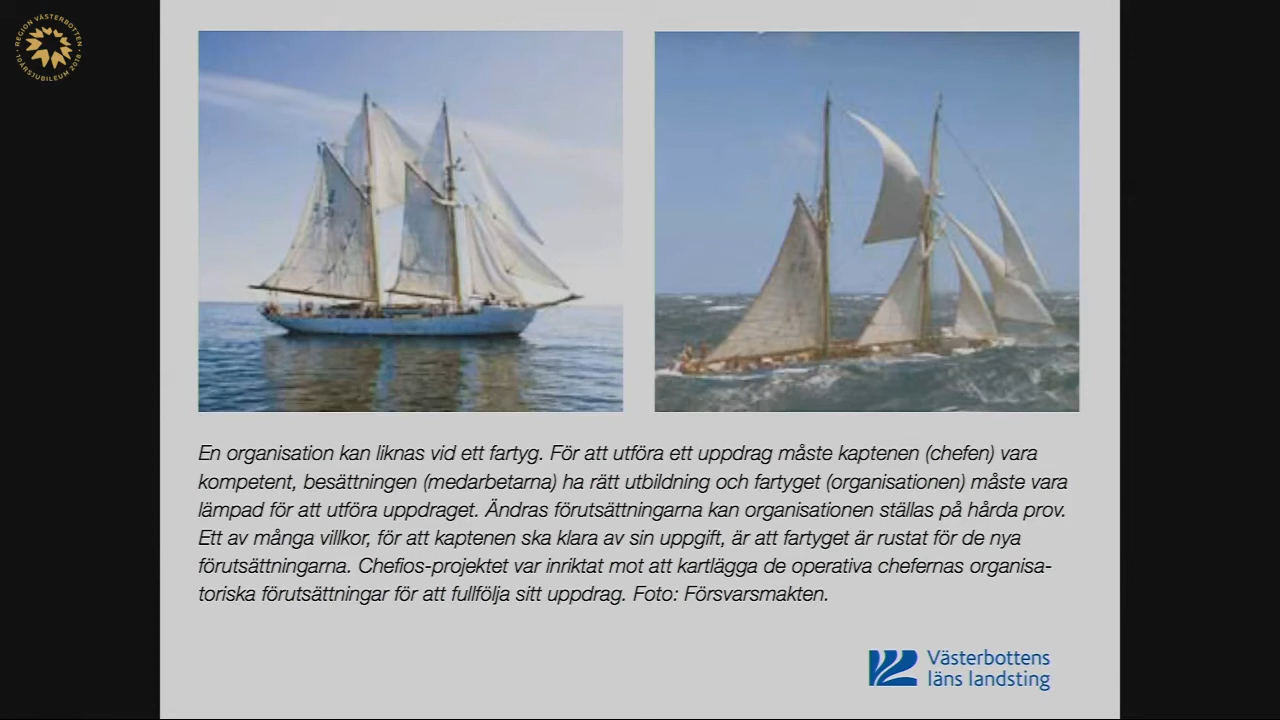 REGION VÄSTERBOTTEN
10ÅRSJUBILEUM 2018
En organisation kan liknas vid ett fartyg. För att utföra ett uppdrag måste kaptenen (chefen) vara
kompetent, besättningen (medarbetarna) ha rätt utbildning och fartyget (organisationen) måste vara
lämpad för att utföra uppdraget. Ändras förutsättningarna kan organisationen ställas på hårda prov.
Ett av många villkor, för att kaptenen ska klara av sin uppgift, är att fartyget är rustat för de nya
förutsättningarna. Chefios-projektet var inriktat mot att kartlägga de operativa chefernas organisa-
toriska förutsättningar för att fullfölja sitt uppdrag. Foto: Försvarsmakten.
Västerbottens
läns landsting